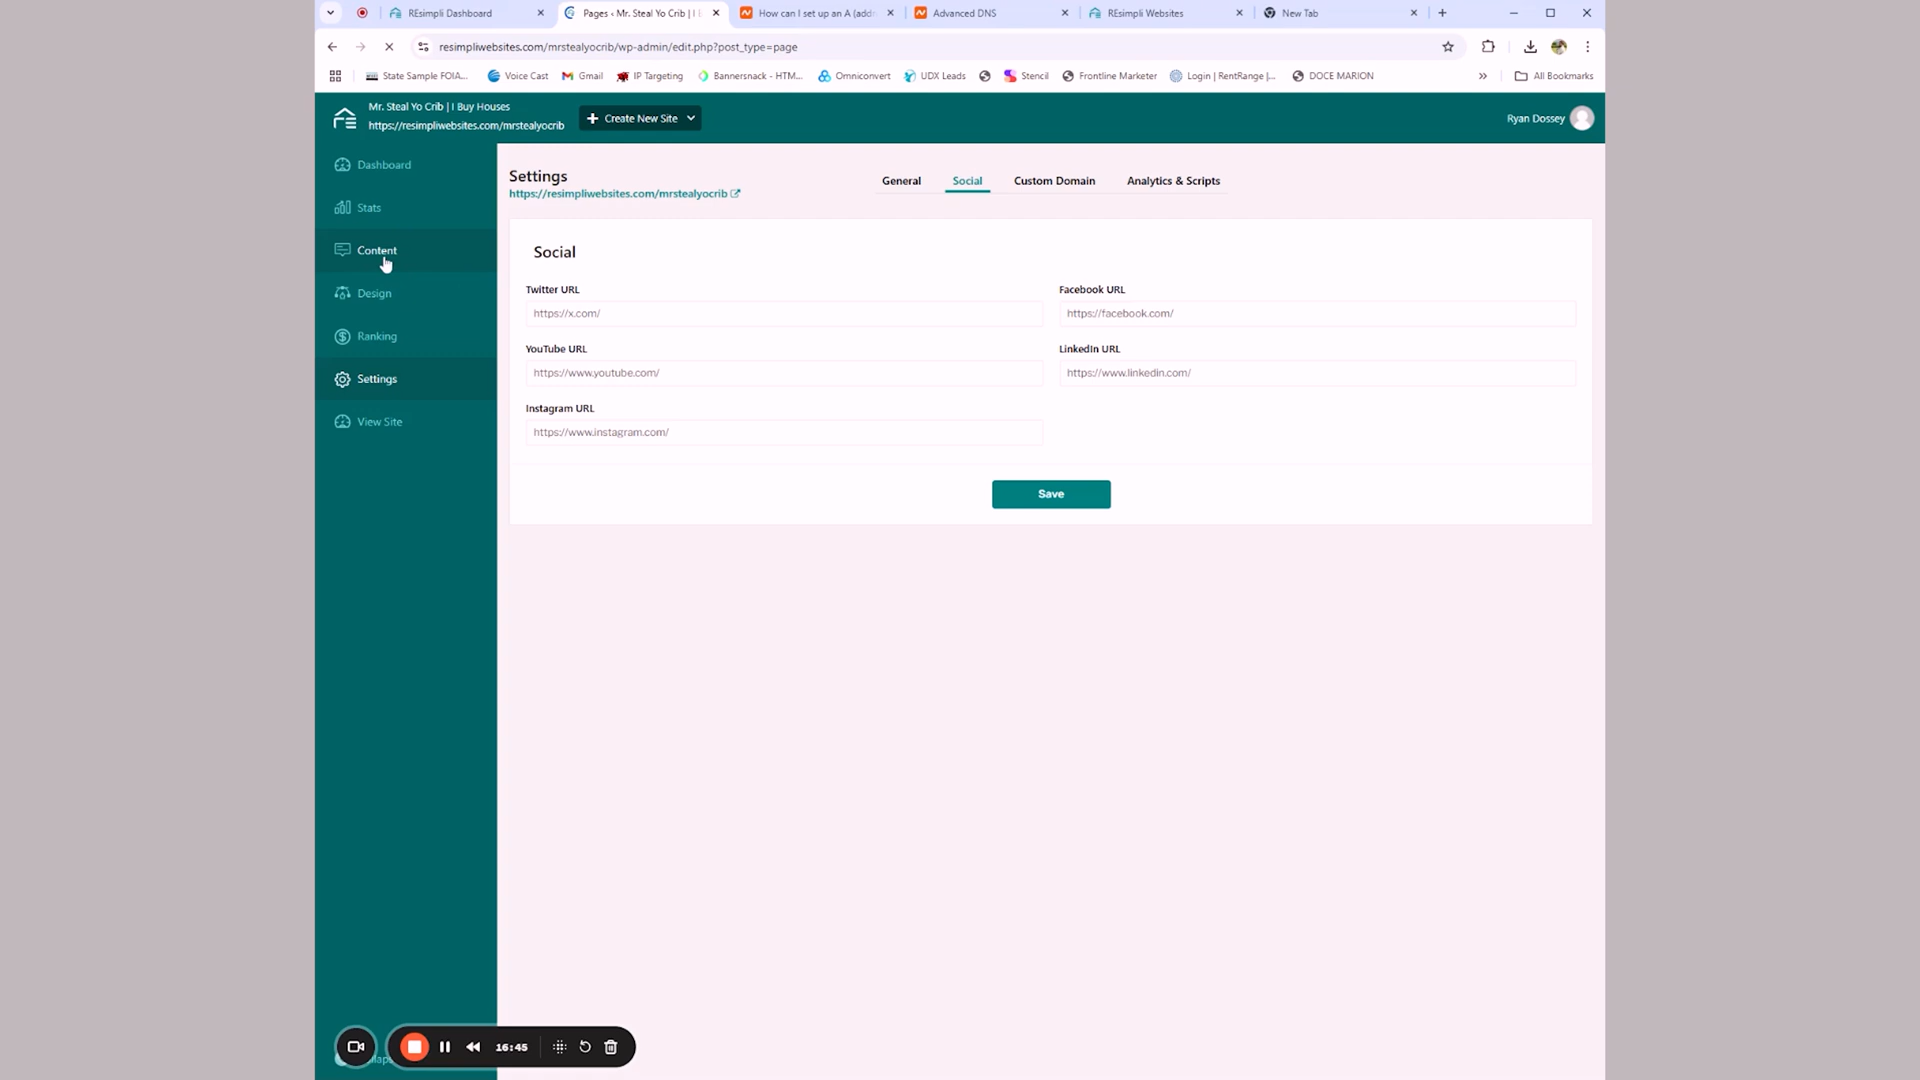 REsimpli Dashboard
Pages ‹ Mr. Steal Yo Crib | I
How can I set up an A (addr
Advanced DNS
REsimpli Websites
New Tab
resimpliwebsites.com/mrstealyocrib/wp-admin/edit.php?post_type=page
State Sample FOIA...
Voice Cast
Gmail
IP Targeting
Bannersnack - HTM...
Omniconvert
UDX Leads
Stencil
Frontline Marketer
Login | RentRange |...
DOCE MARION
»
All Bookmarks
Mr. Steal Yo Crib | I Buy Houses
https://resimpliwebsites.com/mrstealyocrib
+ Create New Site
Ryan Dossey
Dashboard
Stats
Content
Design
Ranking
Settings
View Site
Settings
https://resimpliwebsites.com/mrstealyocrib
General
Social
Custom Domain
Analytics & Scripts
Social
Twitter URL
https://x.com/
Facebook URL
https://facebook.com/
YouTube URL
https://www.youtube.com/
LinkedIn URL
https://www.linkedin.com/
Instagram URL
https://www.instagram.com/
Save
16:45